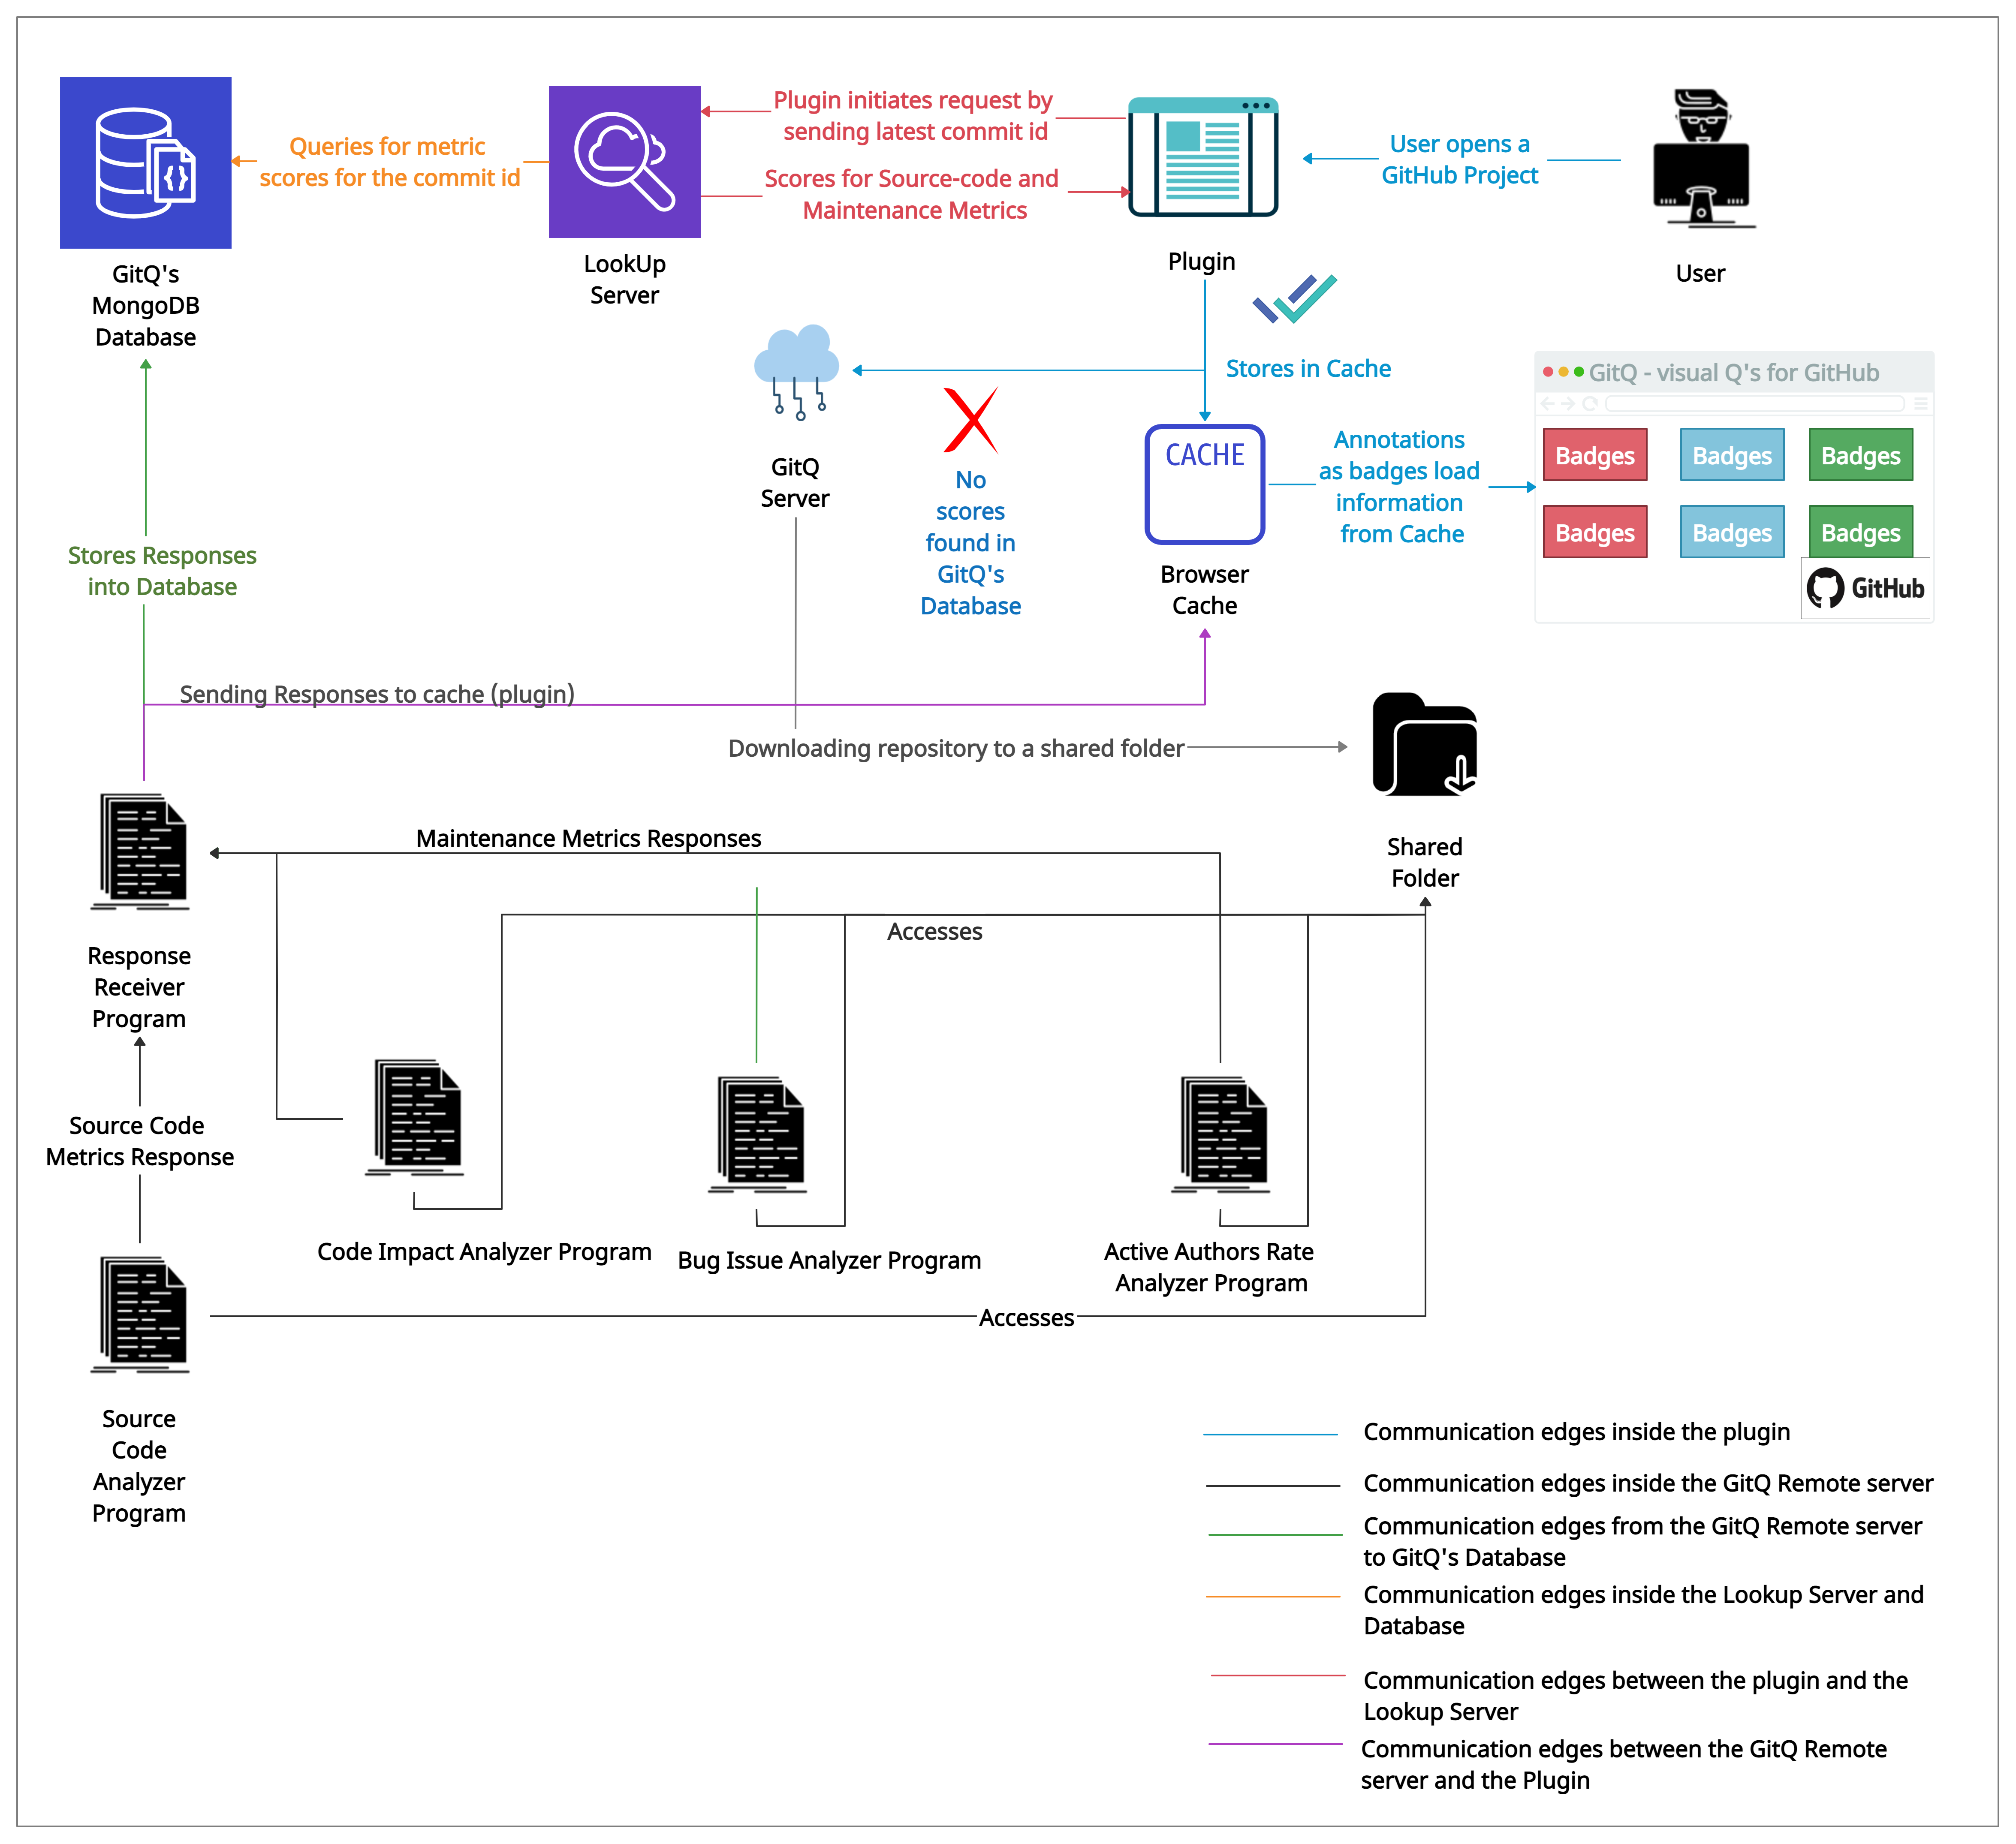 Plugin initiates request by
sending latest commit id
Queries for metric
scores for the commit id
Scores for Source-code and
Maintenance Metrics
User opens a
GitHub Project
GitQ's
MongoDB
Database
LookUp
Server
Plugin
User
Stores in Cache
GitQ - visual Q's for GitHub
Badges
Badges
Badges
Badges
Badges
Badges
GitHub
CACHE
Annotations
as badges load
information
from Cache
GitQ
Server
No
scores
found in
GitQ's
Database
Browser
Cache
Stores Responses
into Database
Sending Responses to cache (plugin)
Downloading repository to a shared folder
Shared
Folder
Maintenance Metrics Responses
Accesses
Response
Receiver
Program
Source Code
Metrics Response
Code Impact Analyzer Program
Bug Issue Analyzer Program
Active Authors Rate
Analyzer Program
Accesses
Source
Code
Analyzer
Program
Communication edges inside the plugin
Communication edges inside the GitQ Remote server
Communication edges from the GitQ Remote server
to GitQ's Database
Communication edges inside the Lookup Server and
Database
Communication edges between the plugin and the
Lookup Server
Communication edges between the GitQ Remote
server and the Plugin